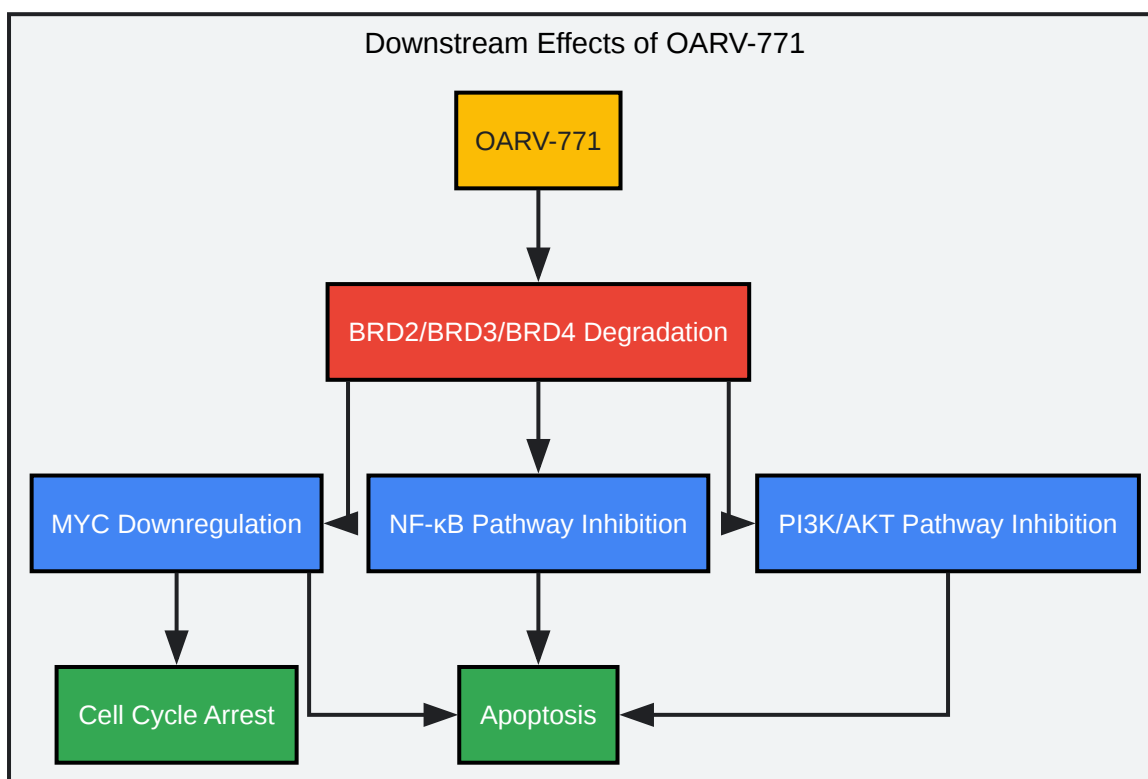 Downstream Effects of OARV-771
OARV-771
BRD2/BRD3/BRD4 Degradation
MYC Downregulation
NF-κB Pathway Inhibition
PI3K/AKT Pathway Inhibition
Cell Cycle Arrest
Apoptosis